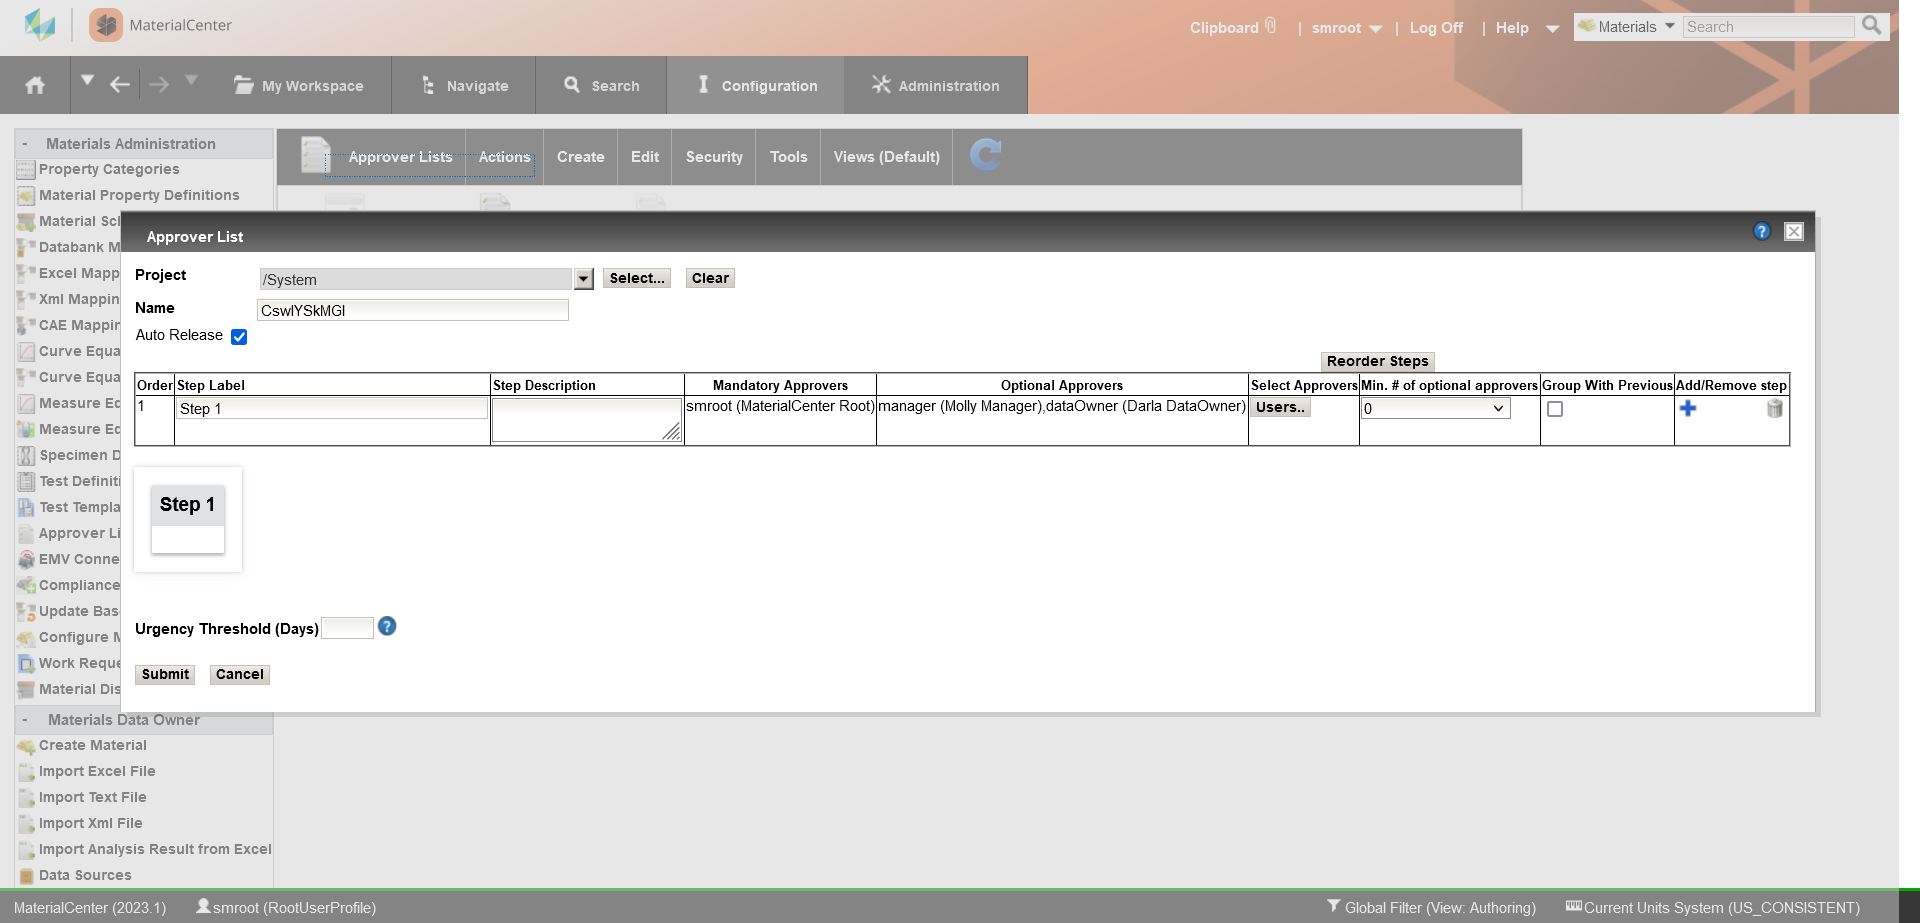 MaterialCenter
Clipboard | smroot | Log Off | Help Materials Search
My Workspace Navigate Search Configuration Administration
- Materials Administration
Approver Lists Actions Create Edit Security Tools Views (Default)
Property Categories
Material Property Definitions
Material Scl
Databank M
Excel Mapp
Xml Mappin
CAE Mappir
Curve Equa
Curve Equa
Measure Ec
Measure Ec
Specimen D
Test Definiti
Test Templa
Approver Li
EMV Conne
Compliance
Update Bas
Configure M
Work Reque
Material Dis
- Materials Data Owner
Create Material
Import Excel File
Import Text File
Import Xml File
Import Analysis Result from Excel
Data Sources
Approver List ?
Project /System Select... Clear
Name CswlYSkMGl
Auto Release
Reorder Steps
Order Step Label Step Description Mandatory Approvers Optional Approvers Select Approvers Min. # of optional approvers Group With Previous Add/Remove step
1 Step 1 smroot (MaterialCenter Root) manager (Molly Manager),dataOwner (Darla DataOwner) Users.. 0
Step 1
Urgency Threshold (Days) ?
Submit Cancel
MaterialCenter (2023.1) smroot (RootUserProfile) Global Filter (View: Authoring) Current Units System (US_CONSISTENT)